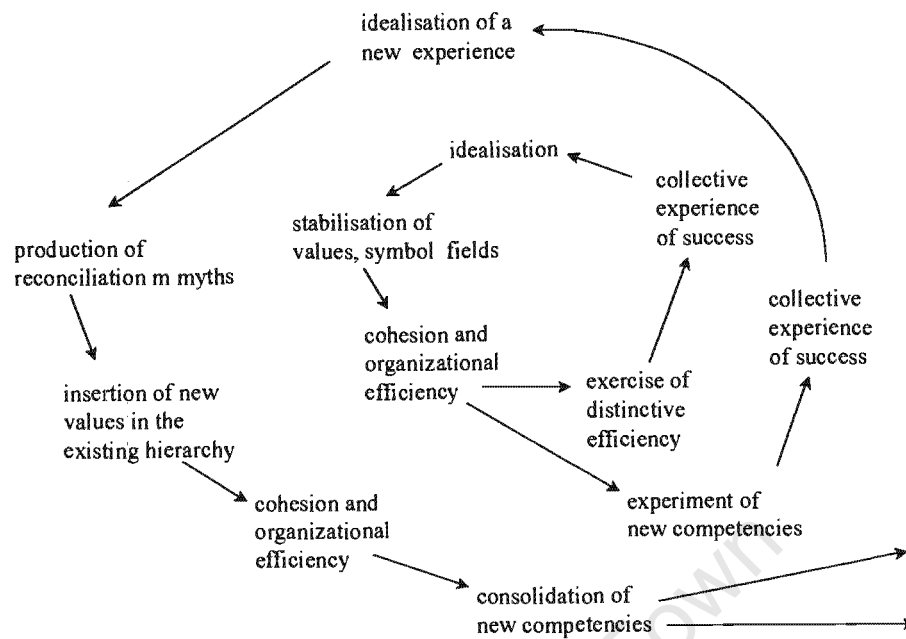 idealisation of a
new experience
idealisation
collective
experience
of success
stabilisation of
values, symbol fields
production of
reconciliation m myths
collective
experience
of success
cohesion and
organizational
efficiency
exercise of
distinctive
efficiency
insertion of new
values in the
existing hierarchy
experiment of
new competencies
cohesion and
organizational
efficiency
consolidation of
new competencies
own